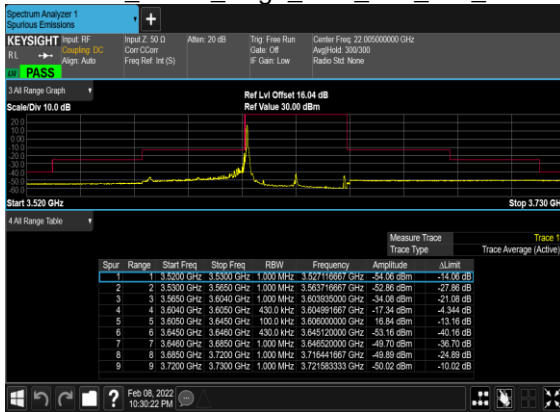 Spectrum Analyzer 1
Spurious Emissions
KEYSIGHT Input: RF Input Z: 50 Ω Atten: 20 dB Trig: Free Run Center Freq: 22.005000000 GHz
RL Coupling: DC Corr CCorr Gate: Off Avg|Hold: 300/300
Align: Auto Freq Ref: Int (S) IF Gain: Low Radio Std: None
PASS
3 All Range Graph
Ref Lvl Offset 16.04 dB
Scale/Div 10.0 dB Ref Value 30.00 dBm
20.0
10.0
0.00
-10.0
-20.0
-30.0
-40.0
-50.0
-60.0
Start 3.520 GHz Stop 3.730 GH
4 All Range Table
Measure Trace Trace 1
Trace Type Trace Average (Active)
Spur Range Start Freq Stop Freq RBW Frequency Amplitude ΔLimit
1 1 3.5200 GHz 3.5300 GHz 1.000 MHz 3.527116667 GHz -54.06 dBm -14.06 dB
2 2 3.5300 GHz 3.5650 GHz 1.000 MHz 3.563716667 GHz -52.86 dBm -27.86 dB
3 3 3.5650 GHz 3.6040 GHz 1.000 MHz 3.603935000 GHz -34.08 dBm -21.08 dB
4 4 3.6040 GHz 3.6050 GHz 430.0 kHz 3.604991667 GHz -17.34 dBm -4.344 dB
5 5 3.6050 GHz 3.6450 GHz 100.0 kHz 3.606000000 GHz 16.84 dBm -13.16 dB
6 6 3.6450 GHz 3.6460 GHz 430.0 kHz 3.645120000 GHz -53.16 dBm -40.16 dB
7 7 3.6460 GHz 3.6850 GHz 1.000 MHz 3.646520000 GHz -49.70 dBm -36.70 dB
8 8 3.6850 GHz 3.7200 GHz 1.000 MHz 3.716441667 GHz -49.89 dBm -24.89 dB
9 9 3.7200 GHz 3.7300 GHz 1.000 MHz 3.721583333 GHz -50.02 dBm -10.02 dB
? Feb 08, 2022
10:30:22 PM